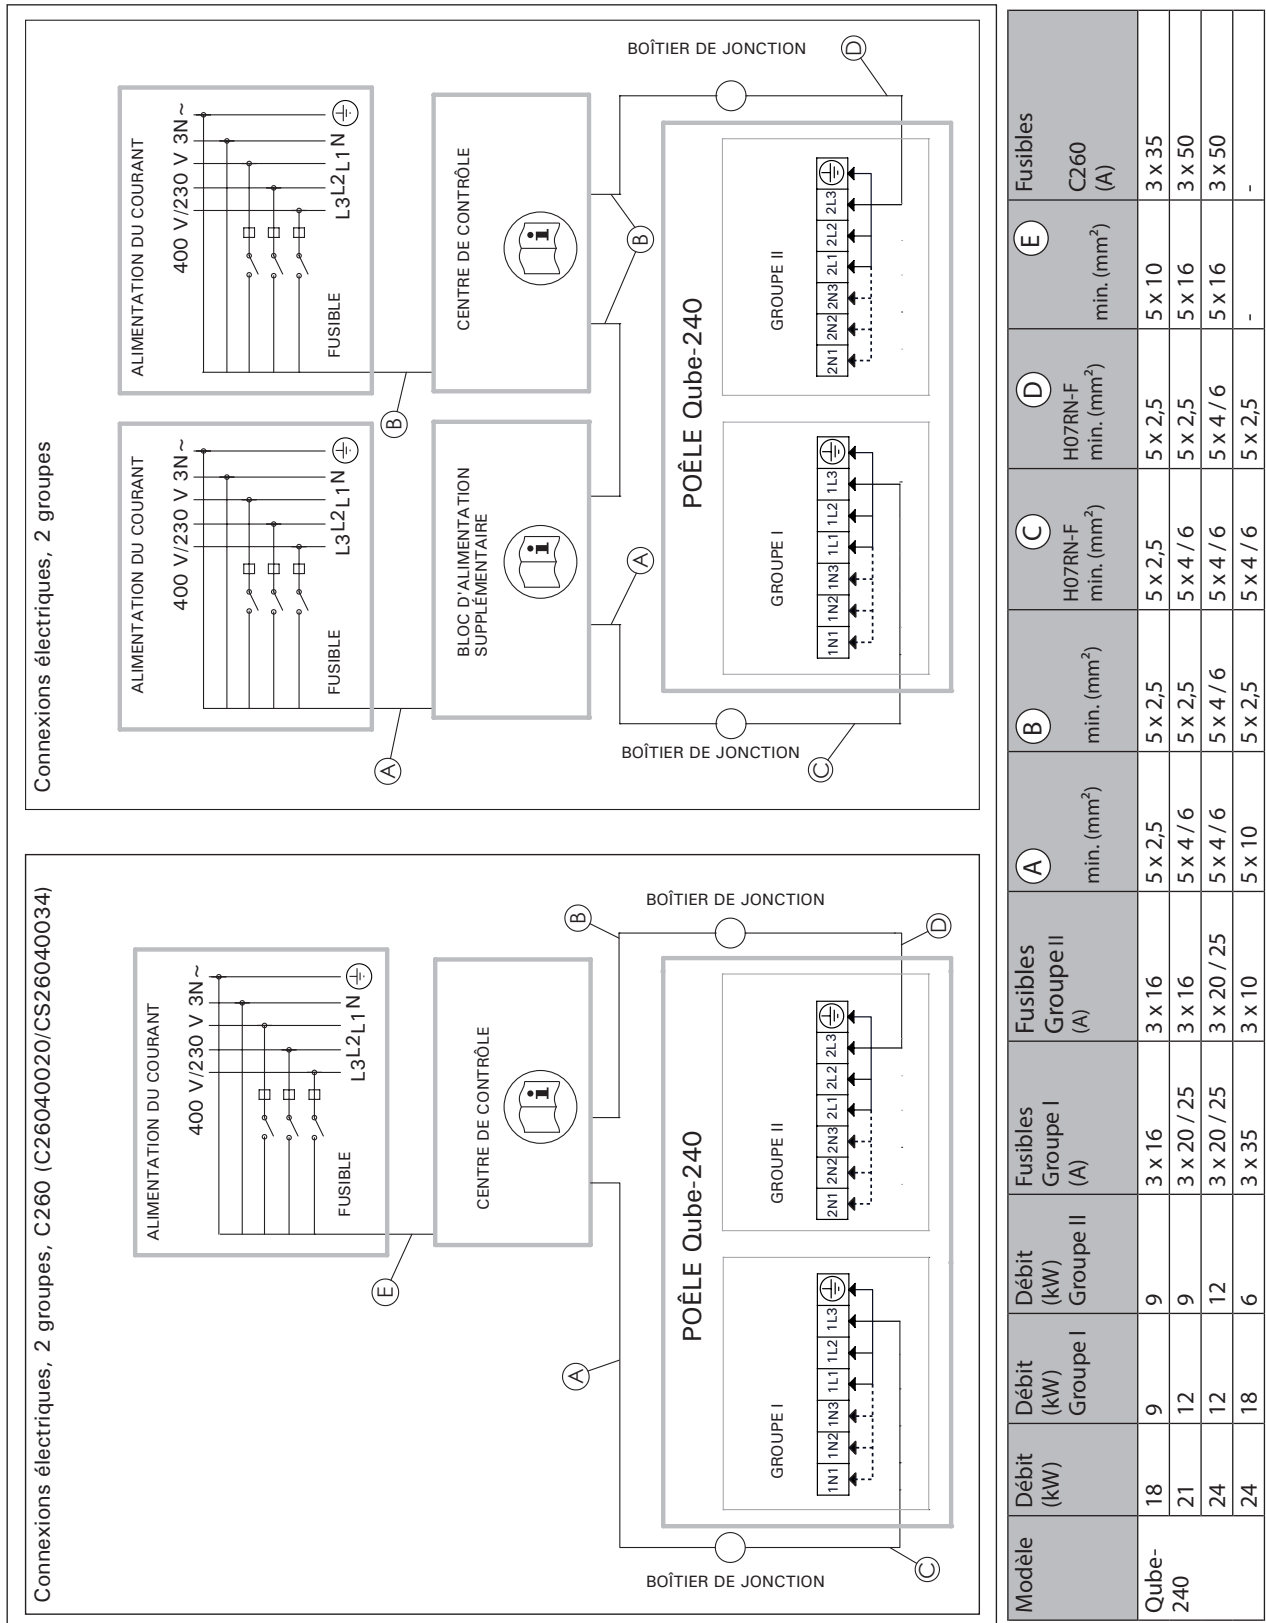 Connexions électriques, 2 groupes, C260 (C26040020/CS26040034)
ALIMENTATION DU COURANT
400 V/230 V 3N~
L3 L2 L1 N
FUSIBLE
E
CENTRE DE CONTRÔLE
i
A
B
BOÎTIER DE JONCTION
BOÎTIER DE JONCTION
C
D
POÊLE Qube-240
GROUPE I
1N1 1N2 1N3 1L1 1L2 1L3
GROUPE II
2N1 2N2 2N3 2L1 2L2 2L3
Connexions électriques, 2 groupes
ALIMENTATION DU COURANT
400 V/230 V 3N~
L3 L2 L1 N
FUSIBLE
ALIMENTATION DU COURANT
400 V/230 V 3N~
L3 L2 L1 N
FUSIBLE
A
B
BLOC D'ALIMENTATION
SUPPLÉMENTAIRE
i
CENTRE DE CONTRÔLE
i
A
B
BOÎTIER DE JONCTION
BOÎTIER DE JONCTION
C
D
POÊLE Qube-240
GROUPE I
1N1 1N2 1N3 1L1 1L2 1L3
GROUPE II
2N1 2N2 2N3 2L1 2L2 2L3
Modèle
Débit
(kW)
Débit
(kW)
Groupe I
Débit
(kW)
Groupe II
Fusibles
Groupe I
(A)
Fusibles
Groupe II
(A)
A
min. (mm²)
B
min. (mm²)
C
H07RN-F
min. (mm²)
D
H07RN-F
min. (mm²)
E
min. (mm²)
Fusibles
C260
(A)
Qube-
240
18 9 9 3 x 16 3 x 16 5 x 2,5 5 x 2,5 5 x 2,5 5 x 2,5 5 x 10 3 x 35
21 12 9 3 x 20 / 25 3 x 16 5 x 4 / 6 5 x 2,5 5 x 4 / 6 5 x 2,5 5 x 16 3 x 50
24 12 12 3 x 20 / 25 3 x 20 / 25 5 x 4 / 6 5 x 4 / 6 5 x 4 / 6 5 x 4 / 6 5 x 16 3 x 50
24 18 6 3 x 35 3 x 10 5 x 10 5 x 2,5 5 x 4 / 6 5 x 2,5 - -